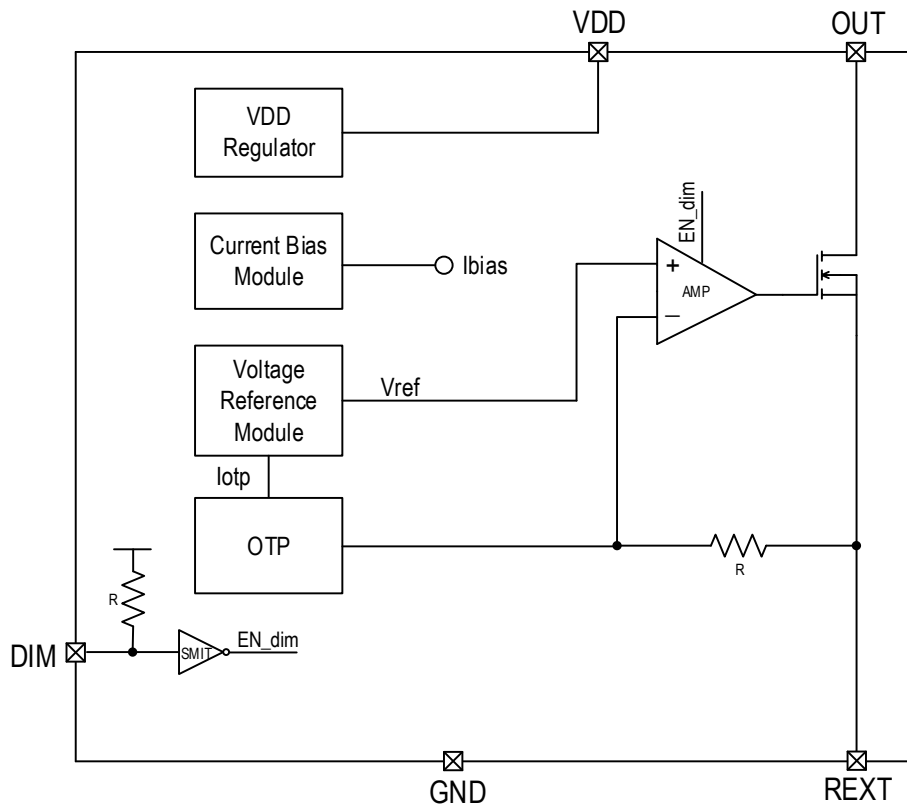 VDD
OUT
VDD
Regulator
EN_dim
Current Bias
Module
Ibias
+
AMP
—
Voltage
Reference
Module
Vref
Iotp
OTP
R
R
DIM
SMIT
EN_dim
GND
REXT